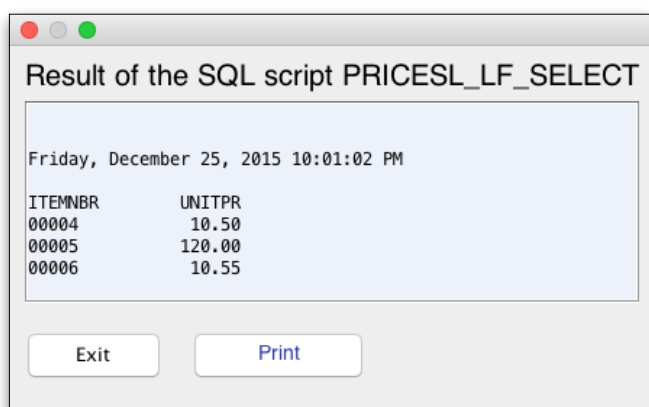 Result of the SQL script PRICESL_LF_SELECT
Friday, December 25, 2015 10:01:02 PM
ITEMNBR UNITPR
00004 10.50
00005 120.00
00006 10.55
Exit Print